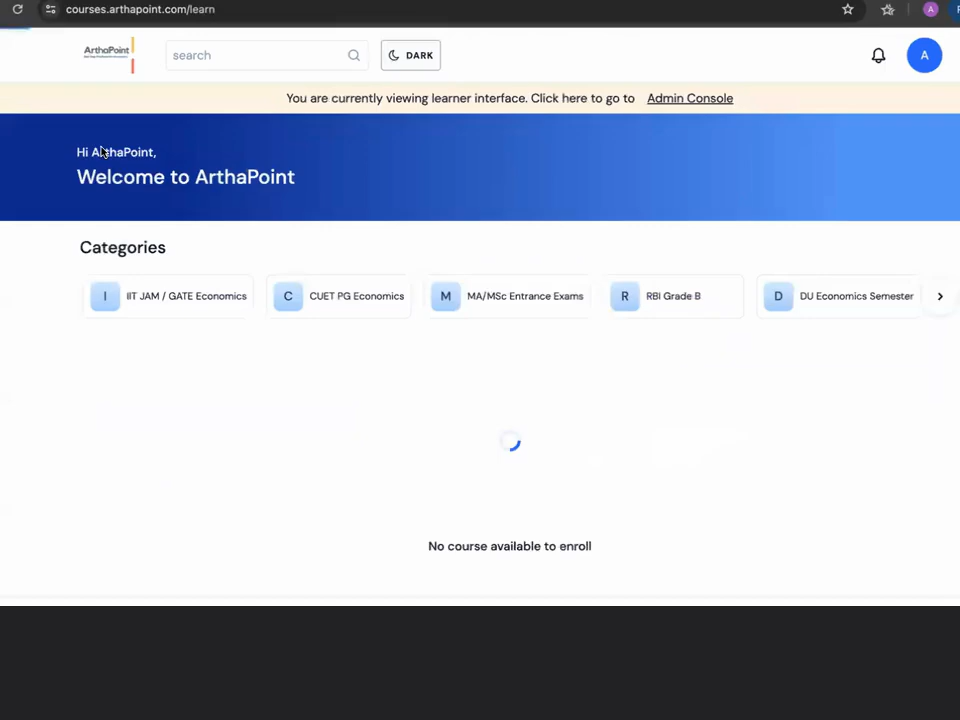 courses.arthapoint.com/learn
A
ArthaPoint
search
DARK
A
You are currently viewing learner interface. Click here to go to Admin Console
Hi ArthaPoint,
Welcome to ArthaPoint
Categories
I IIT JAM / GATE Economics
C CUET PG Economics
M MA/MSc Entrance Exams
R RBI Grade B
D DU Economics Semester
No course available to enroll